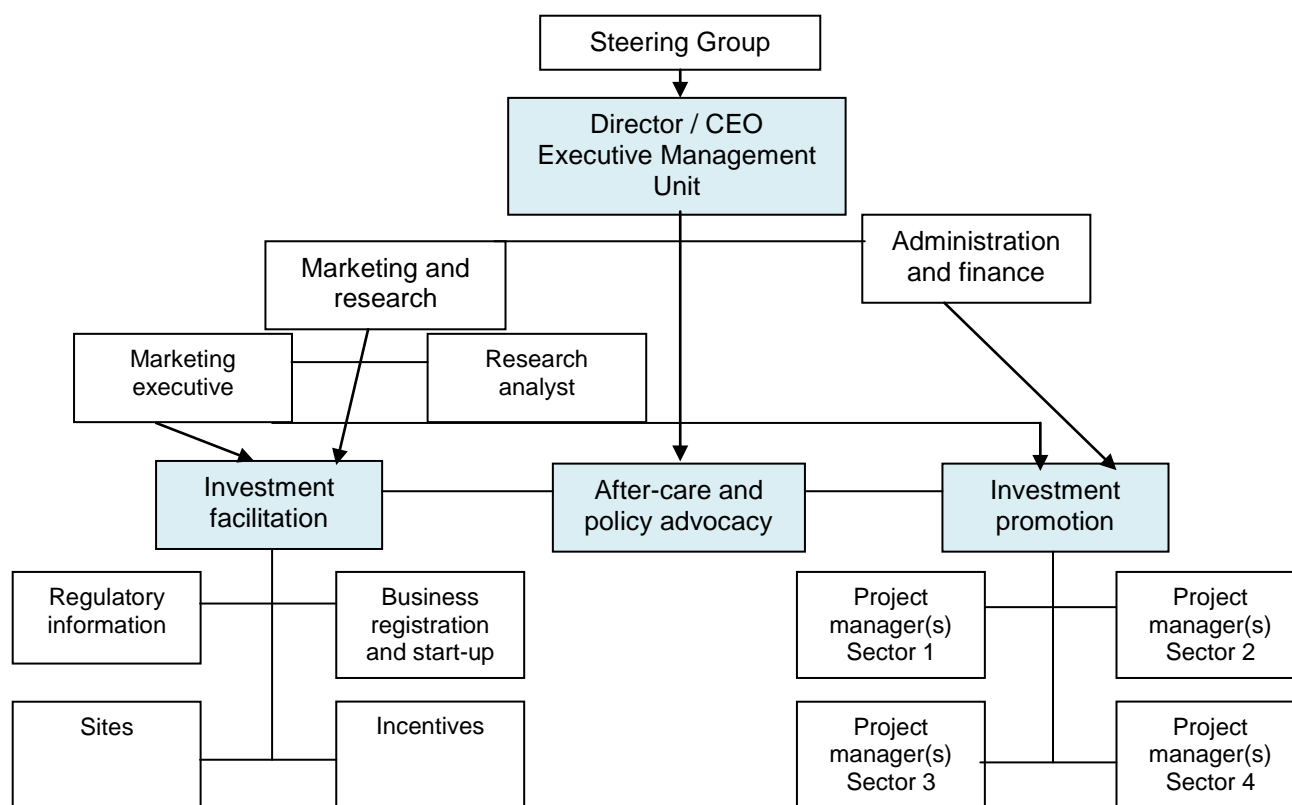 Steering Group
Director / CEO
Executive Management
Unit
Administration
and finance
Marketing and
research
Marketing
executive
Research
analyst
Investment
facilitation
After-care and
policy advocacy
Investment
promotion
Regulatory
information
Business
registration
and start-up
Project
manager(s)
Sector 1
Project
manager(s)
Sector 2
Sites
Incentives
Project
manager(s)
Sector 3
Project
manager(s)
Sector 4